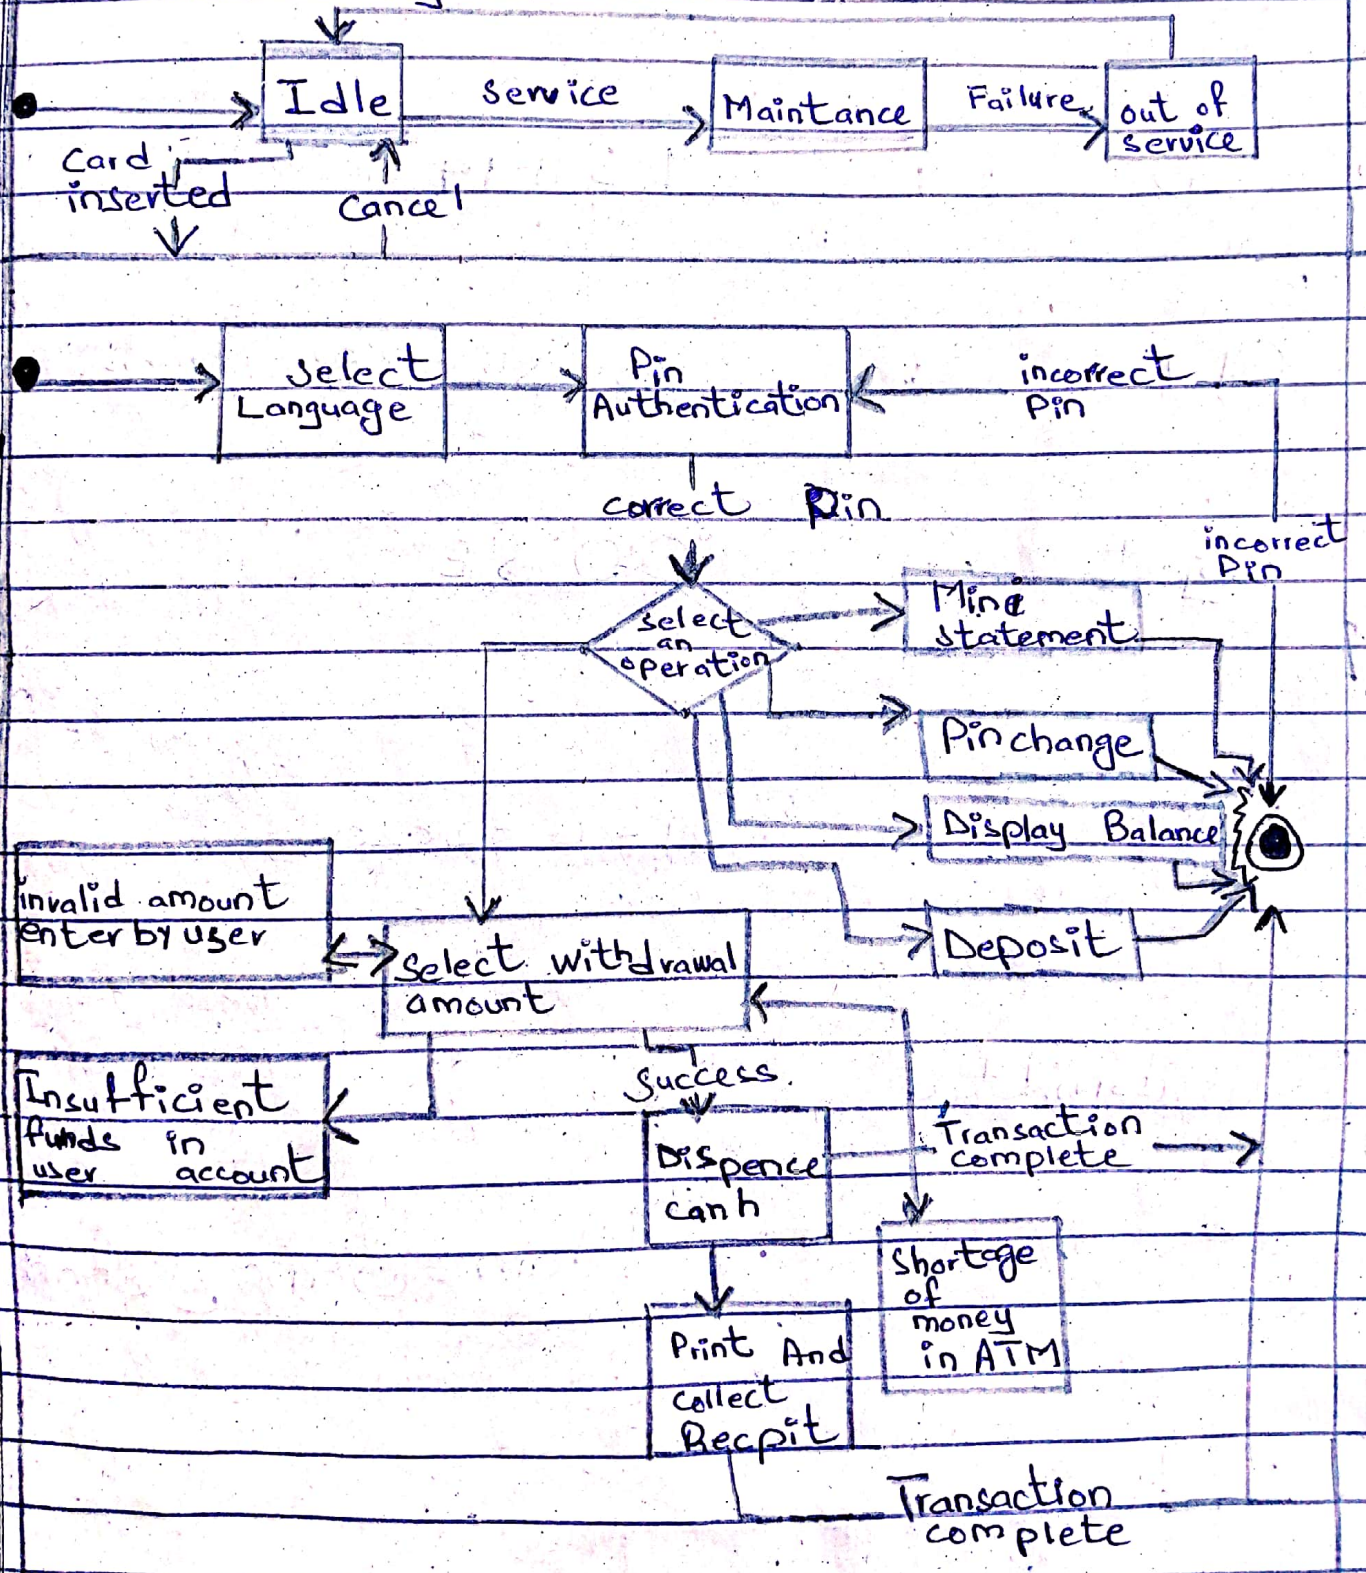 Idle
Service
Maintance
Failure
out of
service
Card
inserted
Cancel
Select
Language
Pin
Authentication
incorrect
Pin
correct Pin
incorrect
Pin
Select
an
operation
Mini
statement
Pin change
Display Balance
Deposit
invalid amount
enter by user
Select withdrawal
amount
Insufficient
funds in
user account
Success.
Dispence
canh
Transaction
complete
Shortage
of
money
in ATM
Print And
collect
Recpit
Transaction
complete